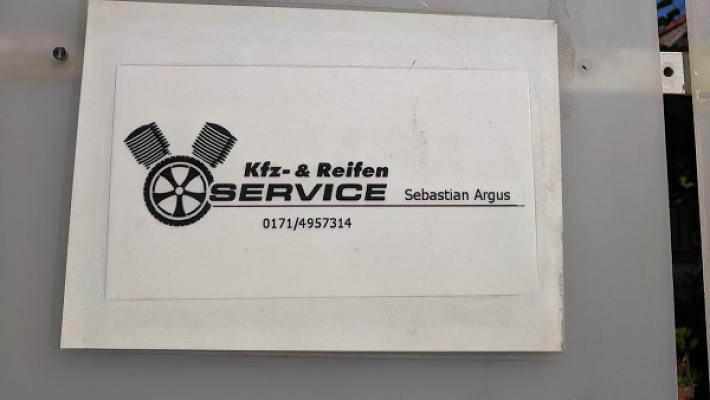 Kfz- & Reifen
SERVICE Sebastian Argus
0171/4957314